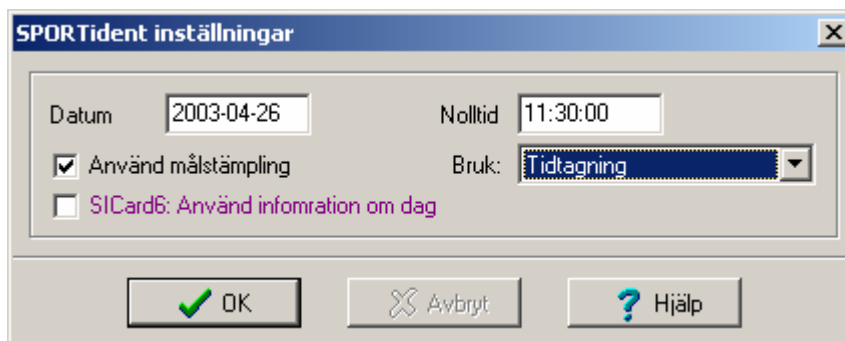 SPORTident inställningar
Datum 2003-04-26 Nolltid 11:30:00
Använd målstämpling Bruk: Tidtagning
SICard6: Använd infomration om dag
OK Avbryt Hjälp